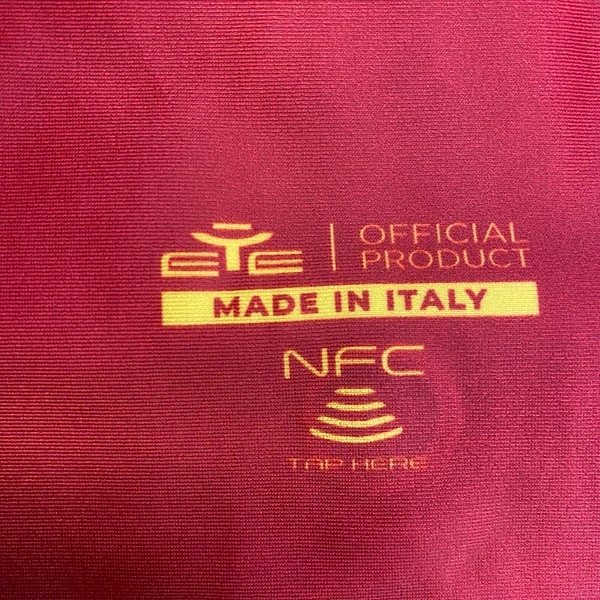 EYE | OFFICIAL
PRODUCT
MADE IN ITALY
NFC
TAP HERE